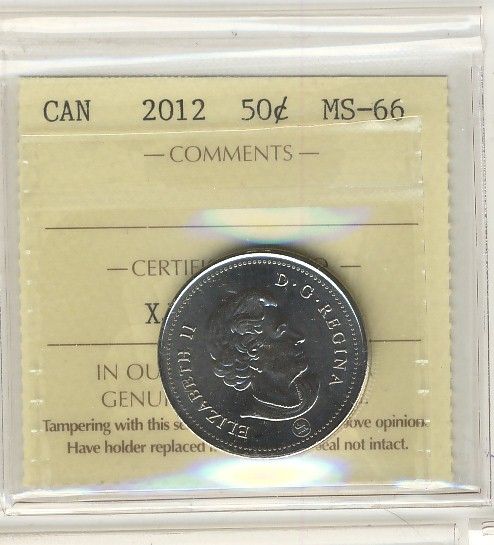 CAN 2012 50¢ MS-66
— COMMENTS —
— CERTIFI
X
IN OU
GENU
Tampering with this se ove opinion.
Have holder replaced eal not intact.
ELIZABETH II D·G·REGINA